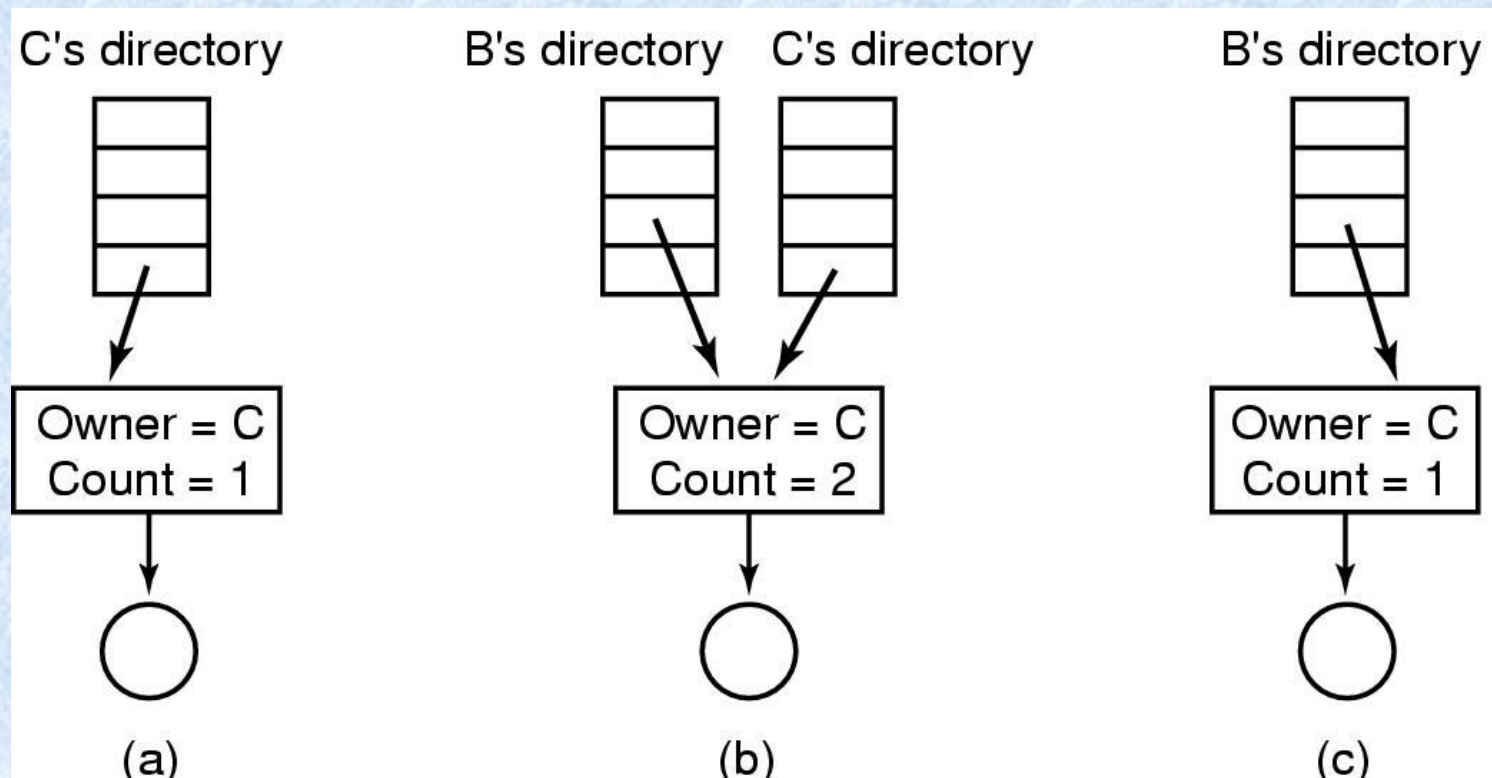 C's directory
B's directory C's directory
B's directory
Owner = C
Count = 1
Owner = C
Count = 2
Owner = C
Count = 1
(a)
(b)
(c)